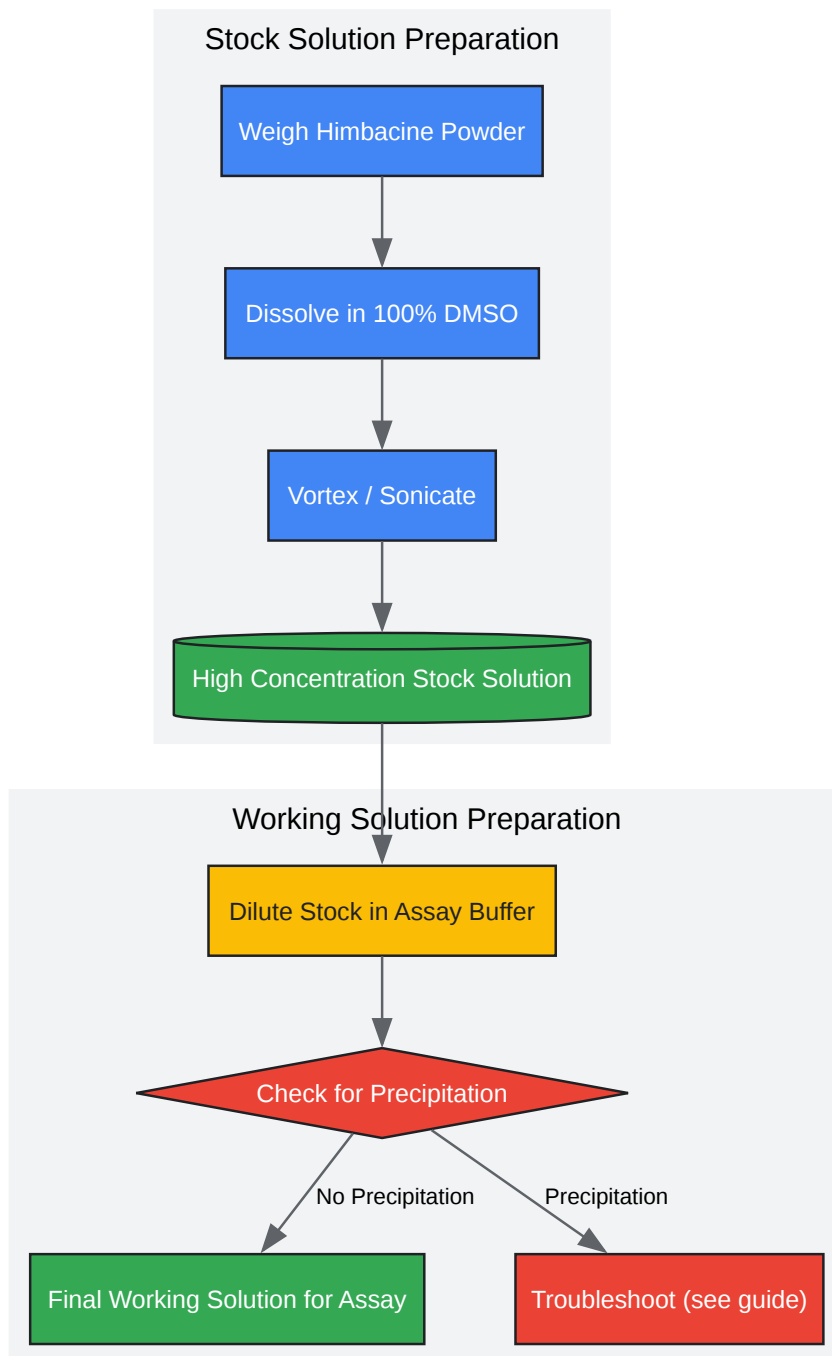 Stock Solution Preparation
Weigh Himbacine Powder
Dissolve in 100% DMSO
Vortex / Sonicate
High Concentration Stock Solution
Working Solution Preparation
Dilute Stock in Assay Buffer
Check for Precipitation
No Precipitation
Precipitation
Final Working Solution for Assay
Troubleshoot (see guide)